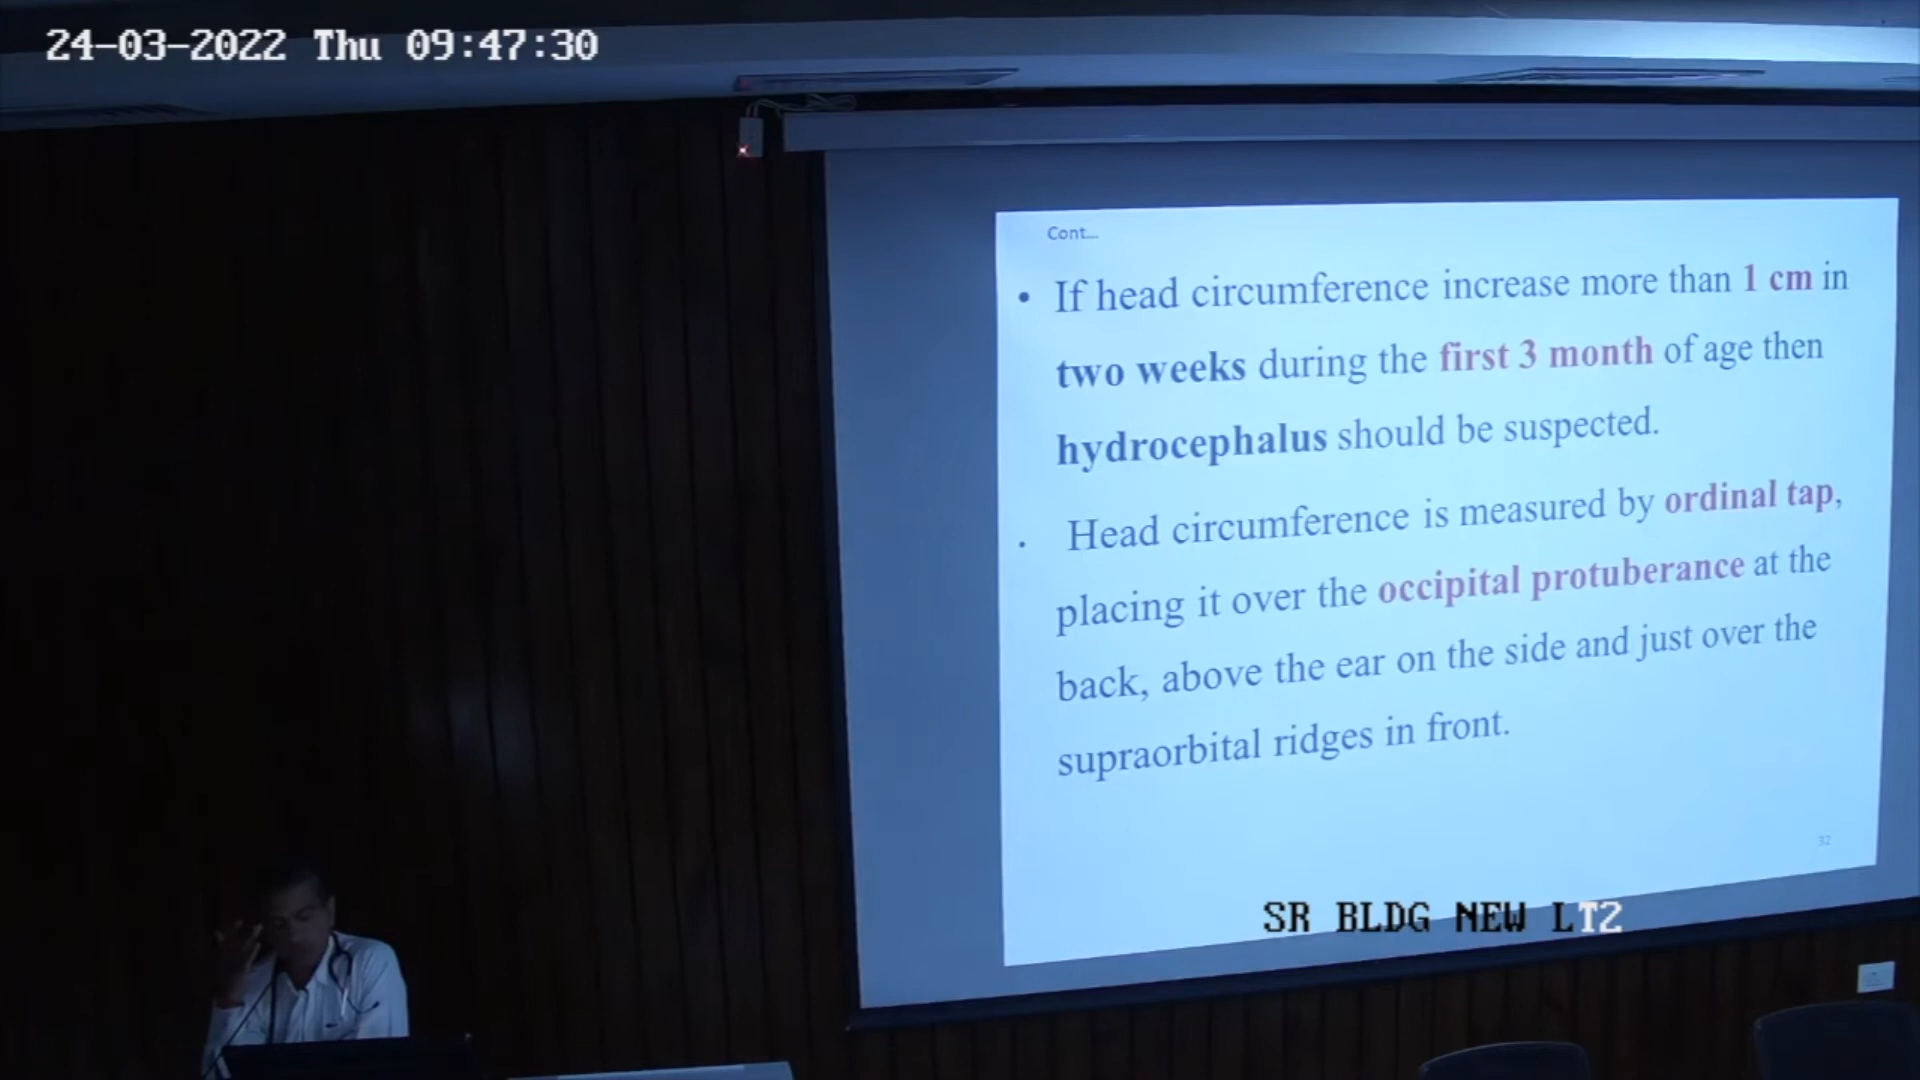 24-03-2022 Thu 09:47:30
Cont...
• If head circumference increase more than 1 cm in
two weeks during the first 3 month of age then
hydrocephalus should be suspected.
. Head circumference is measured by ordinal tap,
placing it over the occipital protuberance at the
back, above the ear on the side and just over the
supraorbital ridges in front.
32
SR BLDG NEW LT2